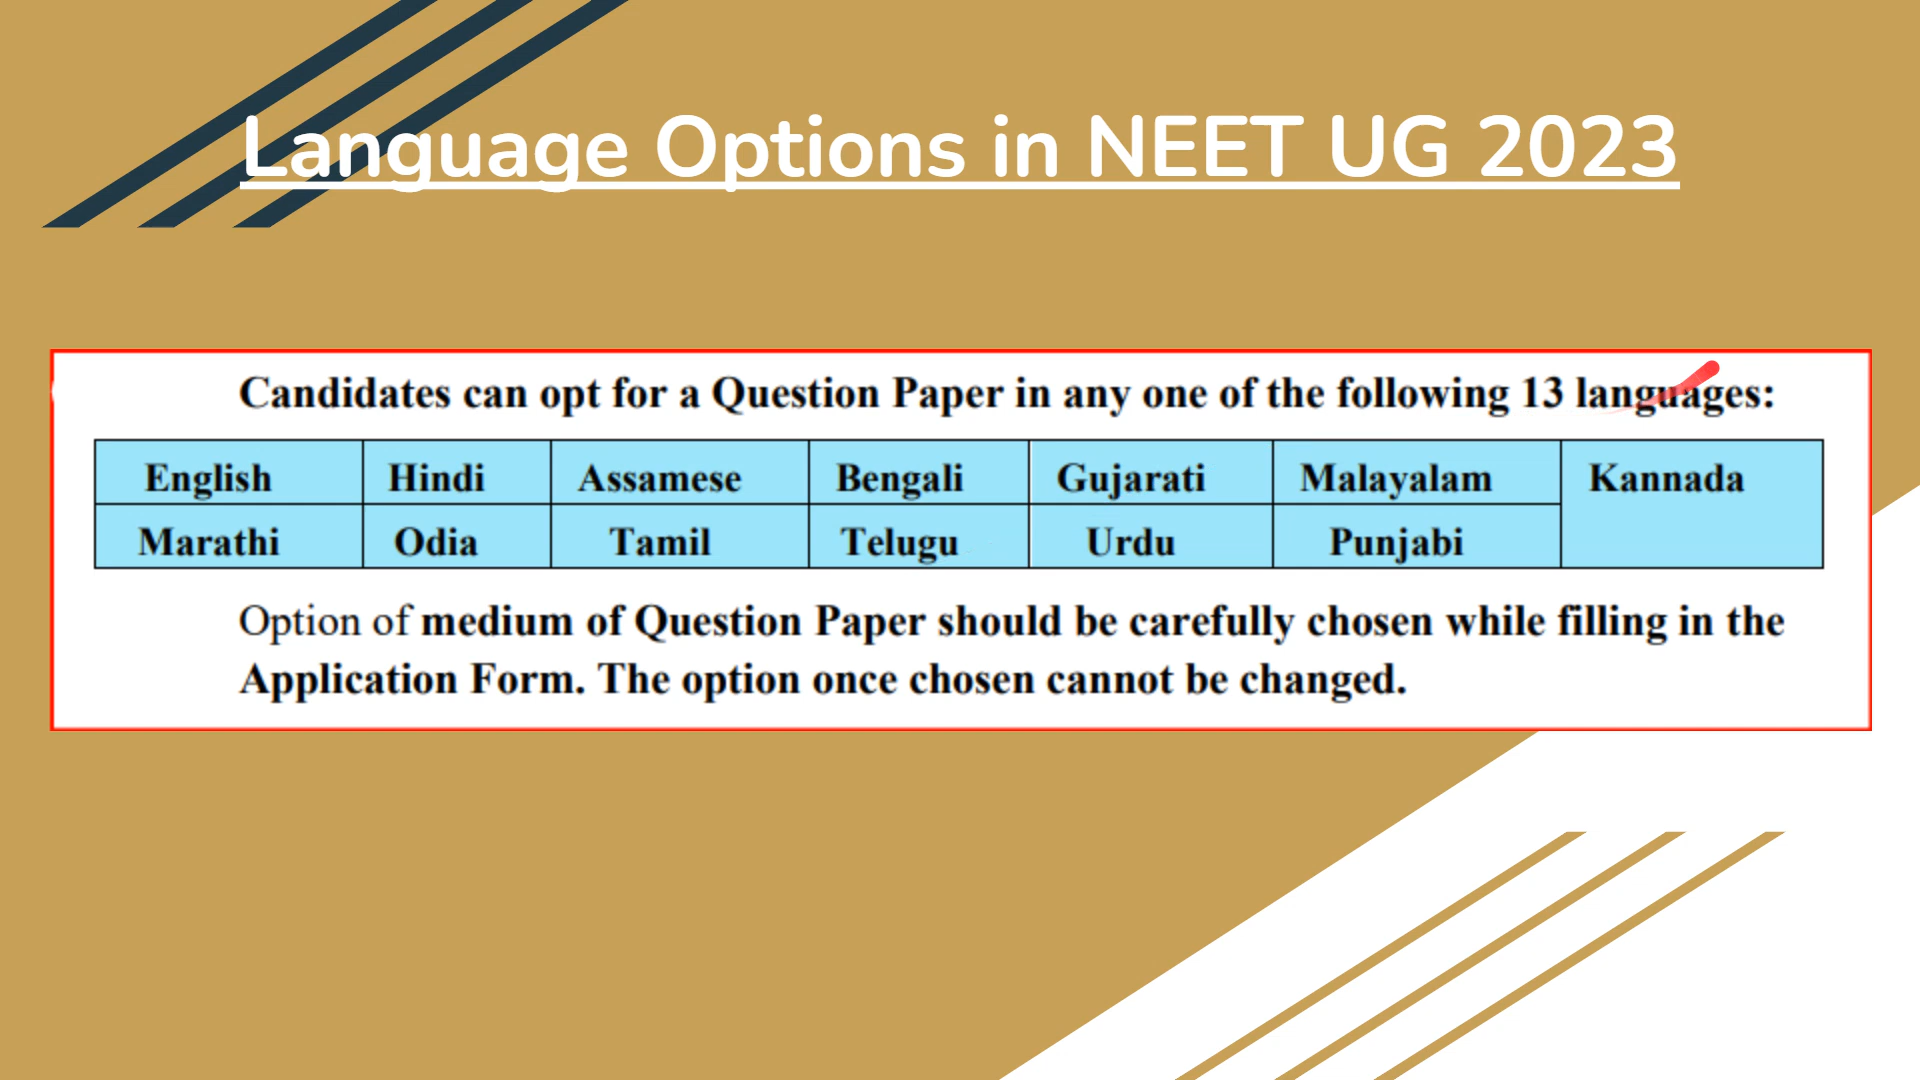 Language Options in NEET UG 2023
Candidates can opt for a Question Paper in any one of the following 13 languages:
English Hindi Assamese Bengali Gujarati Malayalam Kannada
Marathi Odia Tamil Telugu Urdu Punjabi
Option of medium of Question Paper should be carefully chosen while filling in the
Application Form. The option once chosen cannot be changed.